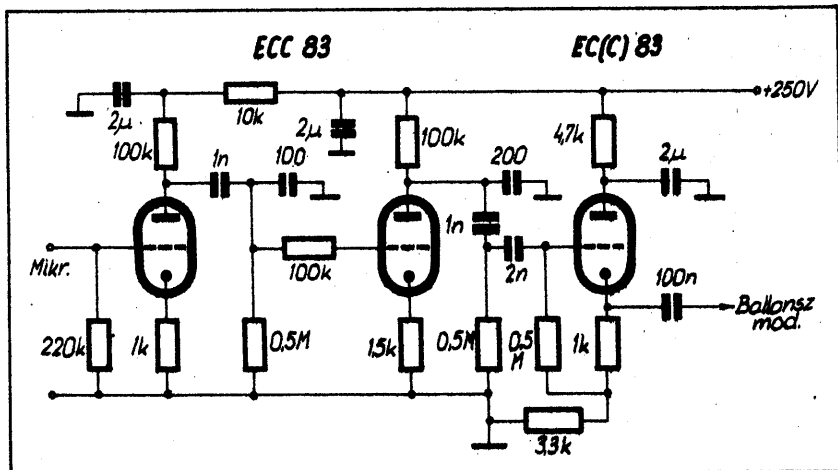 ECC 83
EC(C) 83
+250V
2µ
10k
2µ
100k
100k
4,7k
1n
100
200
2µ
1n
2n
100k
100n
Mikr.
Ballansz
mod.
220k
1k
0,5M
1,5k
0,5M
0,5
M
1k
3,3k